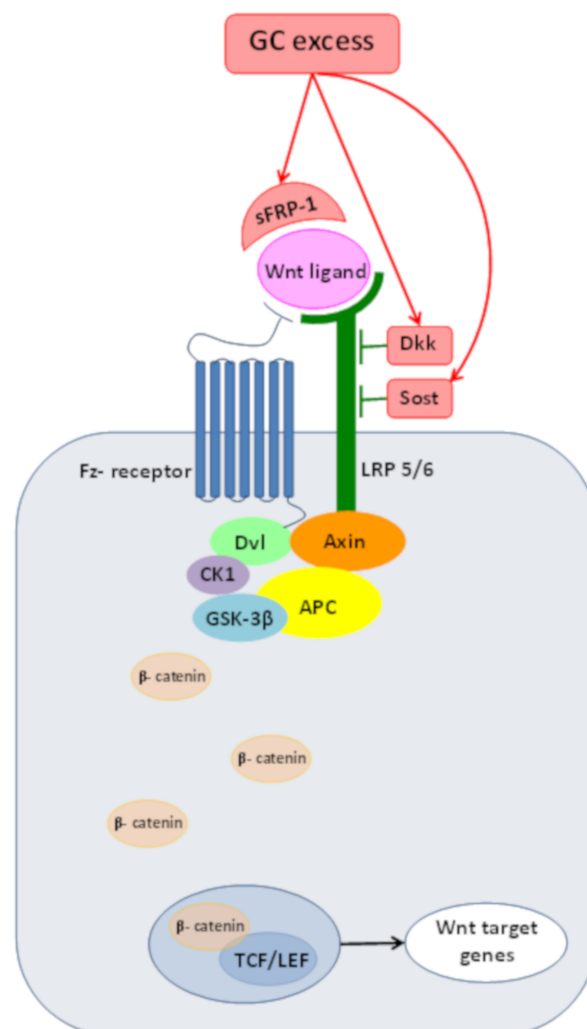 GC excess
sFRP-1
Wnt ligand
Dkk
Sost
Fz- receptor
LRP 5/6
Dvl
Axin
CK1
APC
GSK-3β
β- catenin
β- catenin
β- catenin
β- catenin
TCF/LEF
Wnt target
genes